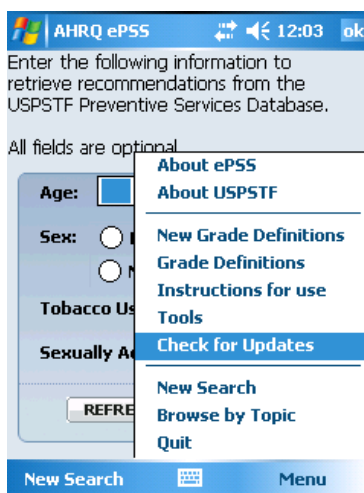 AHRQ ePSS 12:03 ok
Enter the following information to
retrieve recommendations from the
USPSTF Preventive Services Database.
All fields are optional
About ePSS
About USPSTF
Age:
New Grade Definitions
Sex:
Grade Definitions
Instructions for use
Tobacco Us
Tools
Check for Updates
Sexually Ac
New Search
REFRE
Browse by Topic
Quit
New Search Menu